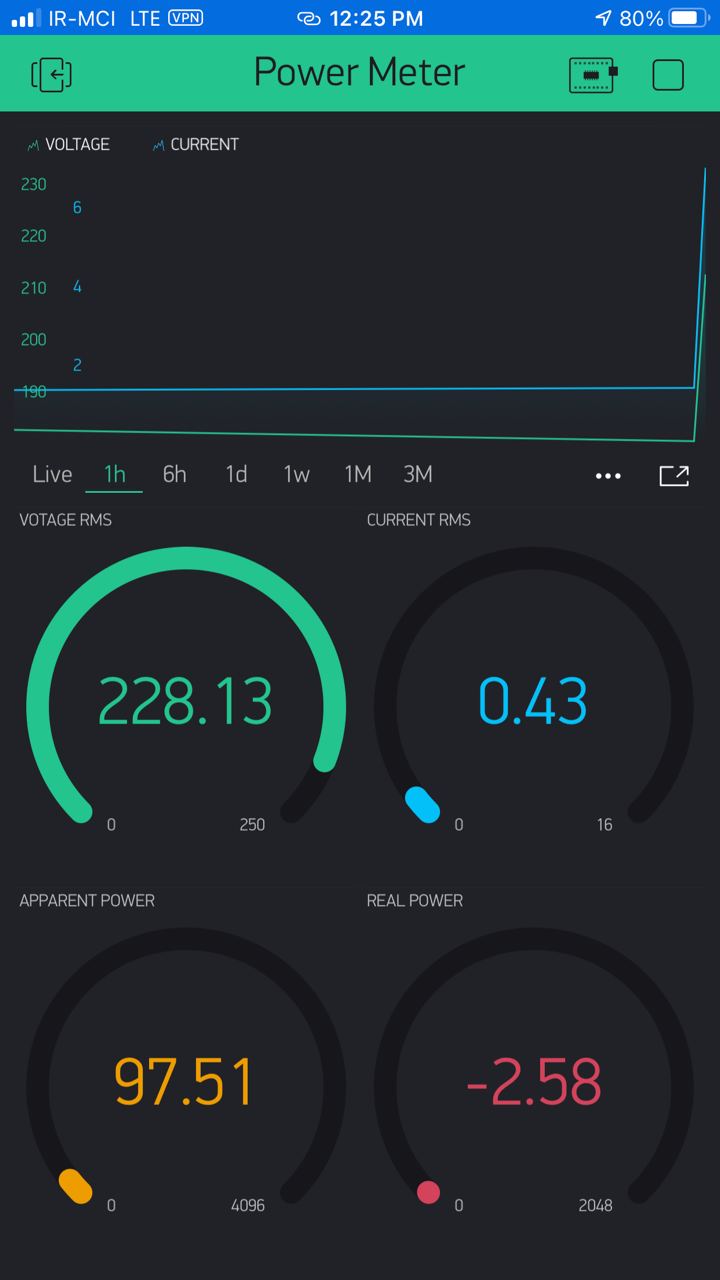 IR-MCI LTE VPN 12:25 PM 80%
Power Meter
VOLTAGE CURRENT
230
6
220
210 4
200
2
190
Live 1h 6h 1d 1w 1M 3M
VOTAGE RMS CURRENT RMS
228.13 0.43
0 250 0 16
APPARENT POWER REAL POWER
97.51 -2.58
0 4096 0 2048